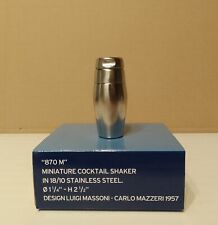 "870 M"
MINIATURE COCKTAIL SHAKER
IN 18/10 STAINLESS STEEL.
Ø 1 1/4" - H 2 1/2"
DESIGN LUIGI MASSONI - CARLO MAZZERI 1957